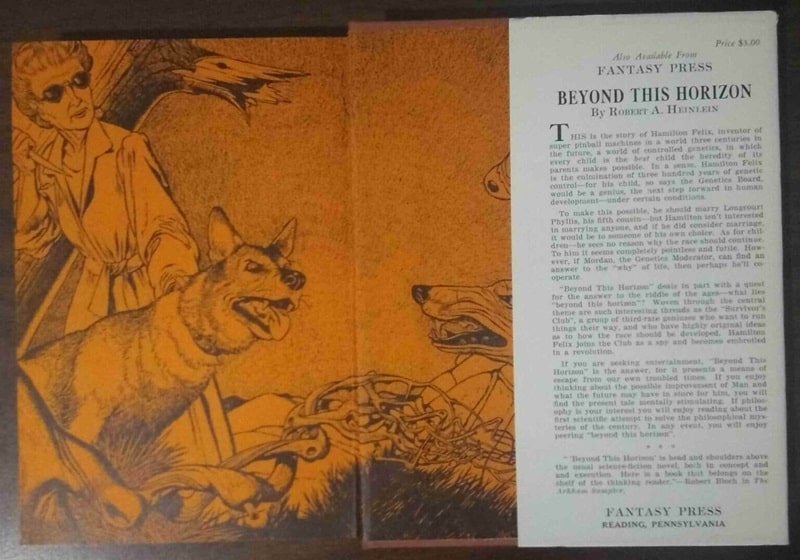 Price $3.00
Also Available From
FANTASY PRESS
BEYOND THIS HORIZON
By Robert A. Heinlein
THIS is the story of Hamilton Felix, inventor of
super pinball machines in a world three centuries in
the future, a world of controlled genetics, in which
every child is the best child the heredity of its
parents makes possible. In a sense, Hamilton Felix
is the culmination of three hundred years of genetic
control—for his child, so says the Genetics Board,
would be a genius, the next step forward in human
development—under certain conditions.
To make this possible, he should marry Longcourt
Phyllis, his fifth cousin—but Hamilton isn't interested
in marrying anyone, and if he did consider marriage,
it would be to someone of his own choice. As for chil-
dren—he sees no reason why the race should continue.
To him it seems completely pointless and futile. How-
ever, if Mordan, the Genetics Moderator, can find an
answer to the "why" of life, then perhaps he'll co-
operate.
"Beyond This Horizon" deals in part with a quest
for the answer to the riddle of the ages—what lies
"beyond this horizon"? Woven through the central
theme are such interesting threads as the "Survivor's
Club", a group of third-rate geniuses who want to run
things their way, and who have highly original ideas
as to how the race should be developed. Hamilton
Felix joins the Club as a spy and becomes embroiled
in a revolution.
If you are seeking entertainment, "Beyond This
Horizon" is the answer, for it presents a means of
escape from our own troubled times. If you enjoy
thinking about the possible improvement of Man and
what the future may have in store for him, you will
find the present tale mentally stimulating. If philos-
ophy is your interest you will enjoy reading about the
first scientific attempt to solve the philosophical mys-
teries of the century. In any event, you will enjoy
peering "beyond this horizon".
* * *
"'Beyond This Horizon' is head and shoulders above
the usual science-fiction novel, both in concept and
and execution. Here is a book that belongs on the
shelf of the thinking reader."—Robert Bloch in The
Arkham Sampler.
FANTASY PRESS
READING, PENNSYLVANIA